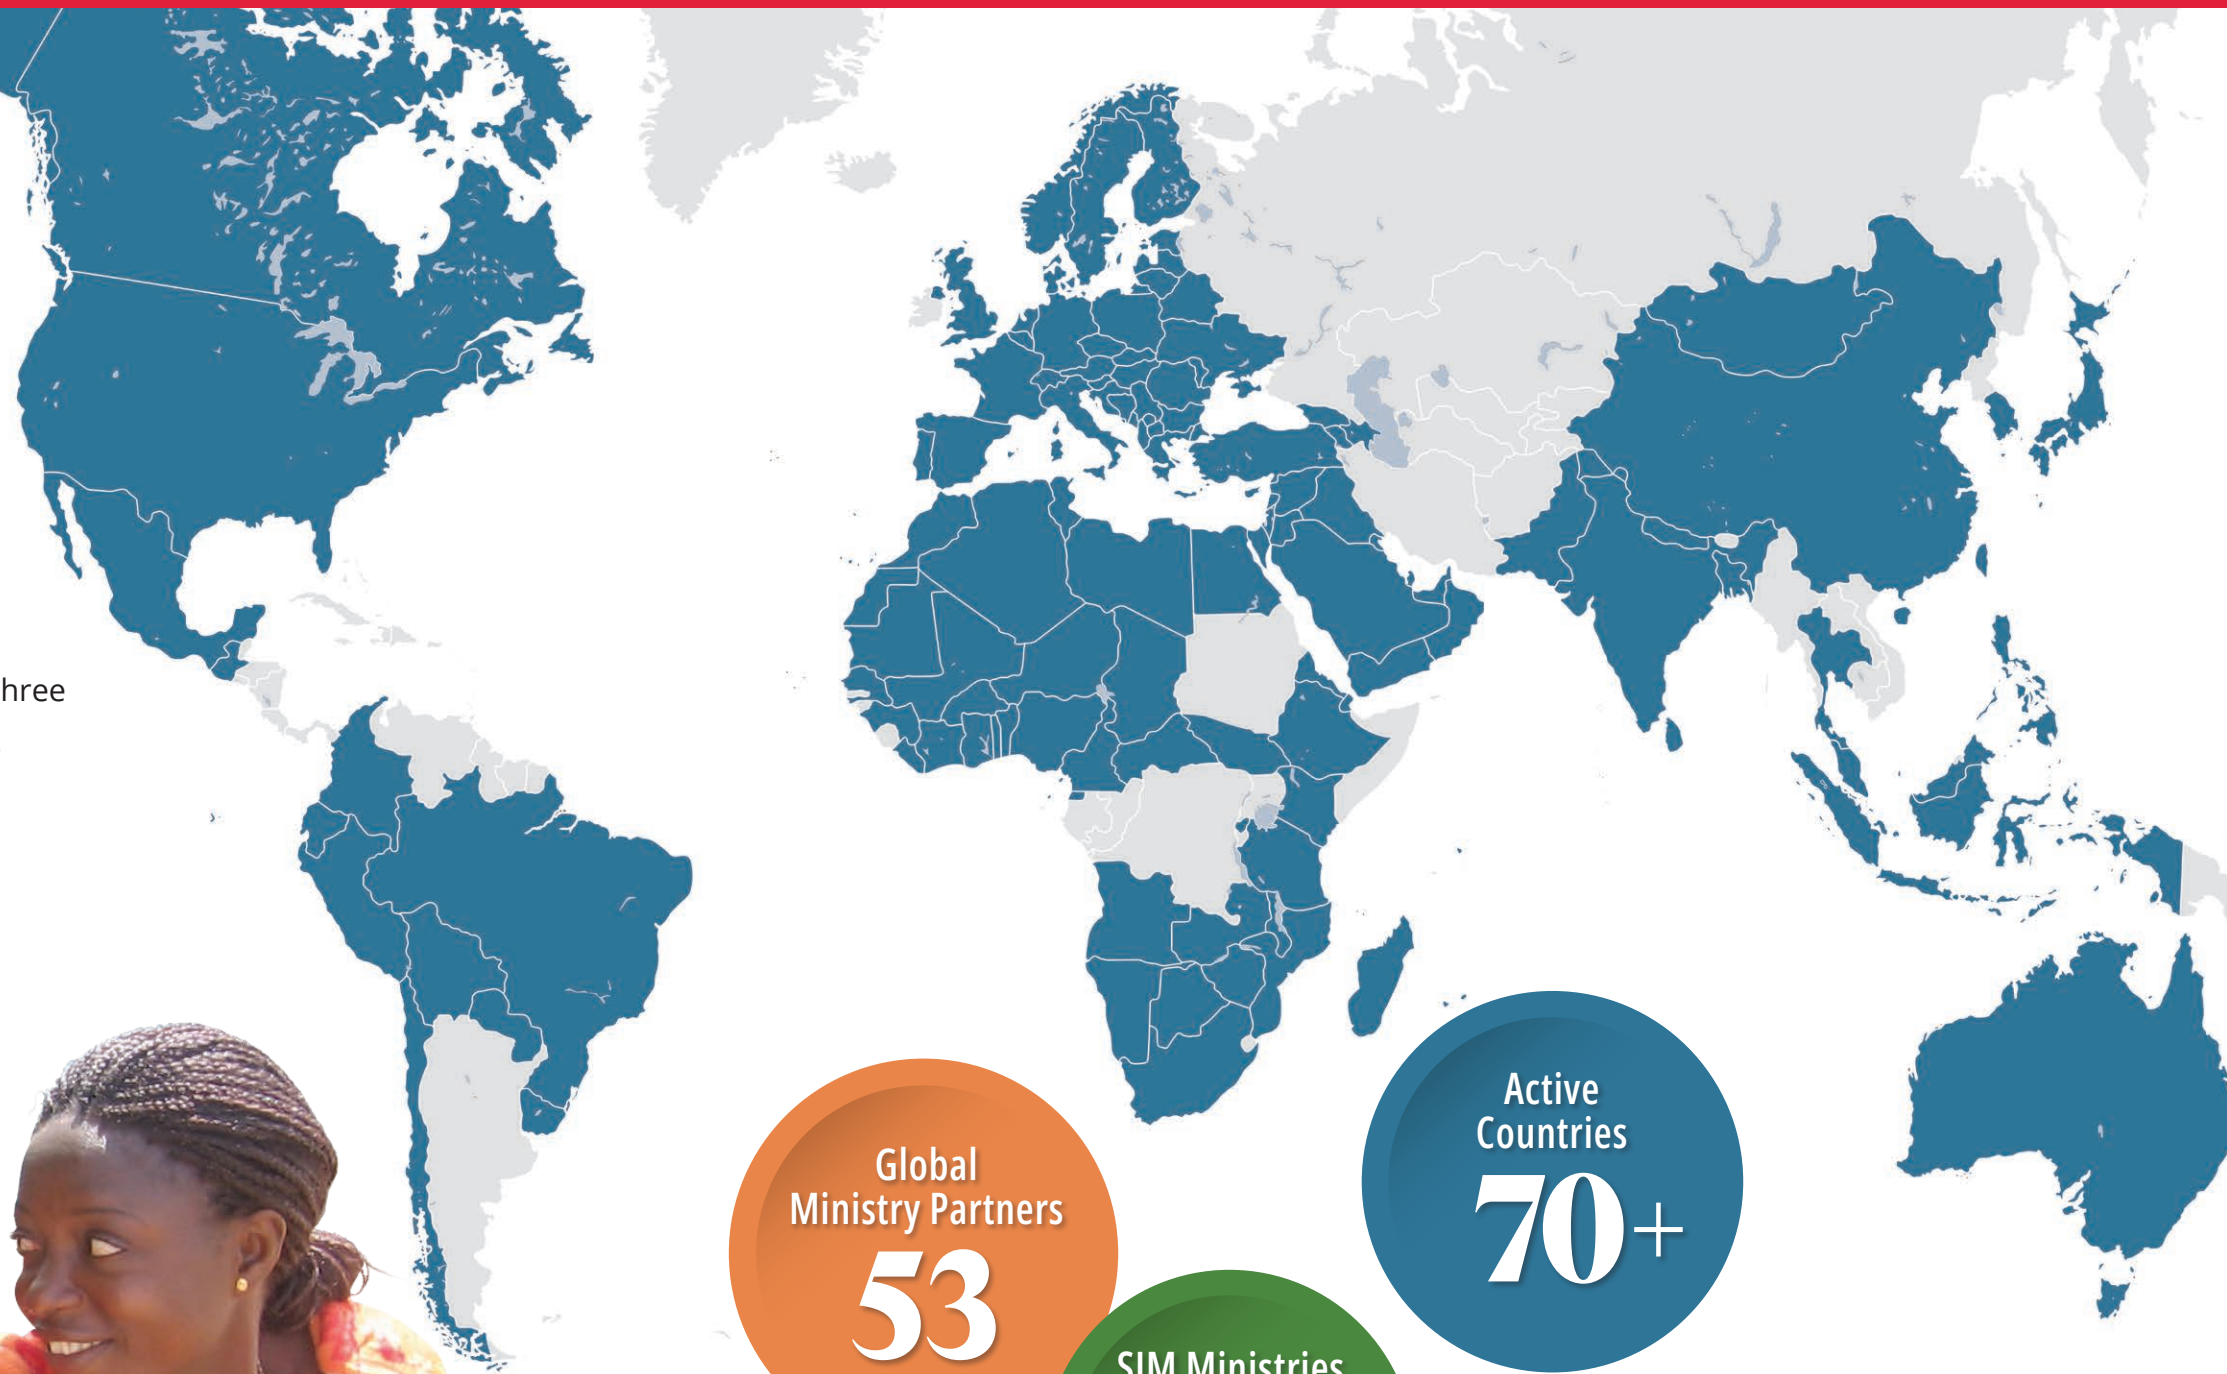 hree
Global
Ministry Partners
53
Active
Countries
70+
SIM Ministries